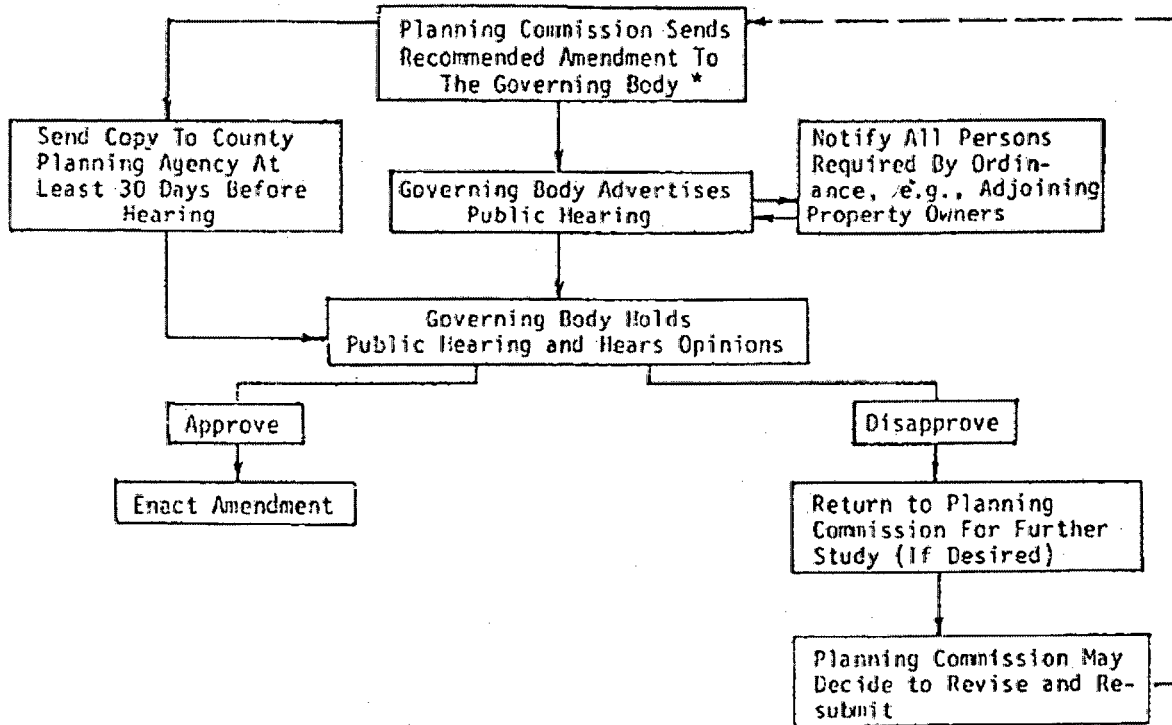 Planning Commission Sends
Recommended Amendment To
The Governing Body *
Send Copy To County
Planning Agency At
Least 30 Days Before
Hearing
Governing Body Advertises
Public Hearing
Notify All Persons
Required By Ordin-
ance, e.g., Adjoining
Property Owners
Governing Body Holds
Public Hearing and Hears Opinions
Approve
Disapprove
Enact Amendment
Return to Planning
Commission For Further
Study (If Desired)
Planning Commission May
Decide to Revise and Re-
submit